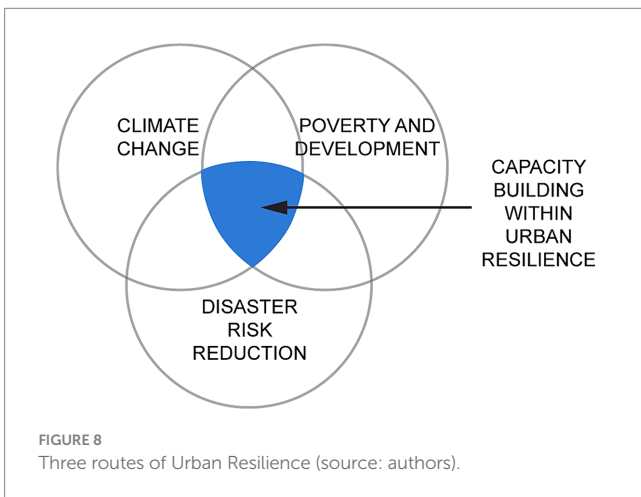 CLIMATE
CHANGE
POVERTY AND
DEVELOPMENT
CAPACITY
BUILDING
WITHIN
URBAN
RESILIENCE
DISASTER
RISK
REDUCTION
FIGURE 8
Three routes of Urban Resilience (source: authors).